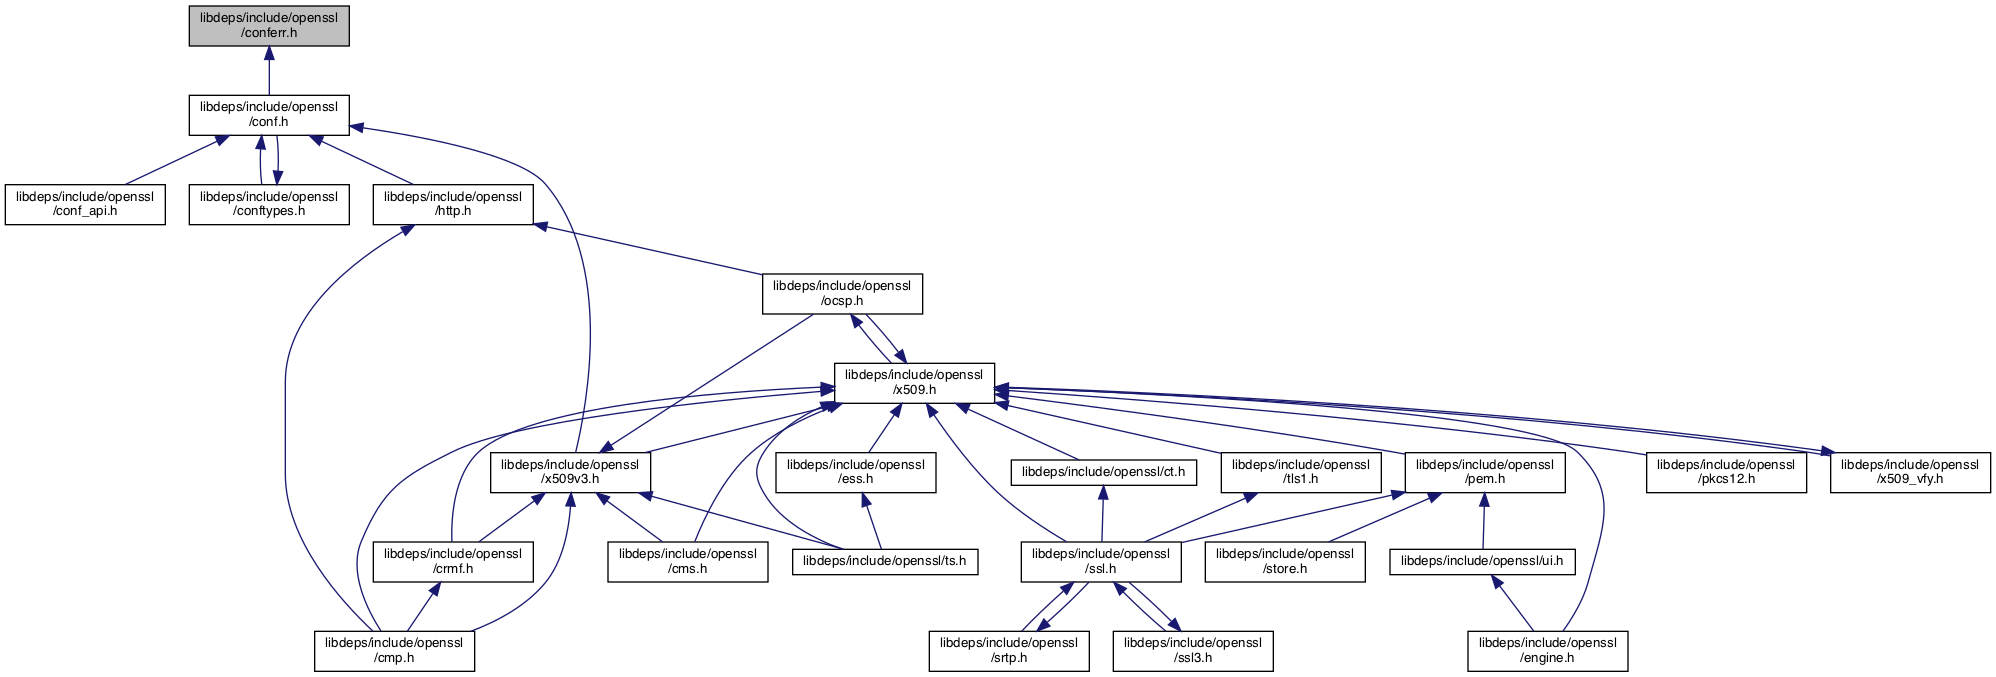 libdeps/include/openssl
/conferr.h
libdeps/include/openssl
/conf.h
libdeps/include/openssl
/conf_api.h
libdeps/include/openssl
/conftypes.h
libdeps/include/openssl
/http.h
libdeps/include/openssl
/ocsp.h
libdeps/include/openssl
/x509.h
libdeps/include/openssl
/x509v3.h
libdeps/include/openssl
/ess.h
libdeps/include/openssl/ct.h
libdeps/include/openssl
/tls1.h
libdeps/include/openssl
/pem.h
libdeps/include/openssl
/pkcs12.h
libdeps/include/openssl
/x509_vfy.h
libdeps/include/openssl
/crmf.h
libdeps/include/openssl
/cms.h
libdeps/include/openssl/ts.h
libdeps/include/openssl
/ssl.h
libdeps/include/openssl
/store.h
libdeps/include/openssl/ui.h
libdeps/include/openssl
/cmp.h
libdeps/include/openssl
/srtp.h
libdeps/include/openssl
/ssl3.h
libdeps/include/openssl
/engine.h